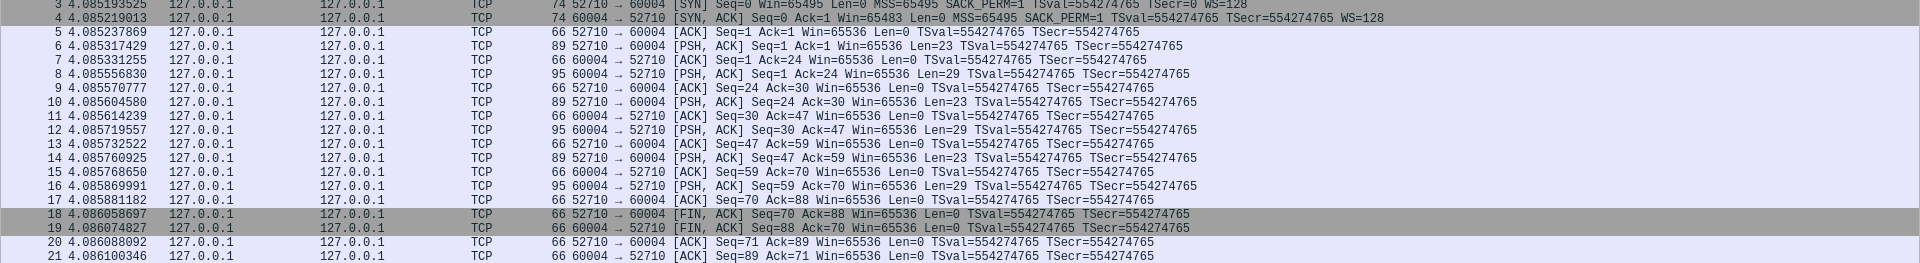 3 4.085193525 127.0.0.1 127.0.0.1 TCP 74 52710 → 60004 [SYN] Seq=0 Win=65495 Len=0 MSS=65495 SACK_PERM=1 TSval=554274765 TSecr=0 WS=128
4 4.085219013 127.0.0.1 127.0.0.1 TCP 74 60004 → 52710 [SYN, ACK] Seq=0 Ack=1 Win=65483 Len=0 MSS=65495 SACK_PERM=1 TSval=554274765 TSecr=554274765 WS=128
5 4.085237869 127.0.0.1 127.0.0.1 TCP 66 52710 → 60004 [ACK] Seq=1 Ack=1 Win=65536 Len=0 TSval=554274765 TSecr=554274765
6 4.085317429 127.0.0.1 127.0.0.1 TCP 89 52710 → 60004 [PSH, ACK] Seq=1 Ack=1 Win=65536 Len=23 TSval=554274765 TSecr=554274765
7 4.085331255 127.0.0.1 127.0.0.1 TCP 66 60004 → 52710 [ACK] Seq=1 Ack=24 Win=65536 Len=0 TSval=554274765 TSecr=554274765
8 4.085556830 127.0.0.1 127.0.0.1 TCP 95 60004 → 52710 [PSH, ACK] Seq=1 Ack=24 Win=65536 Len=29 TSval=554274765 TSecr=554274765
9 4.085570777 127.0.0.1 127.0.0.1 TCP 66 52710 → 60004 [ACK] Seq=24 Ack=30 Win=65536 Len=0 TSval=554274765 TSecr=554274765
10 4.085604580 127.0.0.1 127.0.0.1 TCP 89 52710 → 60004 [PSH, ACK] Seq=24 Ack=30 Win=65536 Len=23 TSval=554274765 TSecr=554274765
11 4.085614239 127.0.0.1 127.0.0.1 TCP 66 60004 → 52710 [ACK] Seq=30 Ack=47 Win=65536 Len=0 TSval=554274765 TSecr=554274765
12 4.085719557 127.0.0.1 127.0.0.1 TCP 95 60004 → 52710 [PSH, ACK] Seq=30 Ack=47 Win=65536 Len=29 TSval=554274765 TSecr=554274765
13 4.085732522 127.0.0.1 127.0.0.1 TCP 66 52710 → 60004 [ACK] Seq=47 Ack=59 Win=65536 Len=0 TSval=554274765 TSecr=554274765
14 4.085760925 127.0.0.1 127.0.0.1 TCP 89 52710 → 60004 [PSH, ACK] Seq=47 Ack=59 Win=65536 Len=23 TSval=554274765 TSecr=554274765
15 4.085768650 127.0.0.1 127.0.0.1 TCP 66 60004 → 52710 [ACK] Seq=59 Ack=70 Win=65536 Len=0 TSval=554274765 TSecr=554274765
16 4.085869991 127.0.0.1 127.0.0.1 TCP 95 60004 → 52710 [PSH, ACK] Seq=59 Ack=70 Win=65536 Len=29 TSval=554274765 TSecr=554274765
17 4.085881182 127.0.0.1 127.0.0.1 TCP 66 52710 → 60004 [ACK] Seq=70 Ack=88 Win=65536 Len=0 TSval=554274765 TSecr=554274765
18 4.086058697 127.0.0.1 127.0.0.1 TCP 66 52710 → 60004 [FIN, ACK] Seq=70 Ack=88 Win=65536 Len=0 TSval=554274765 TSecr=554274765
19 4.086074827 127.0.0.1 127.0.0.1 TCP 66 60004 → 52710 [FIN, ACK] Seq=88 Ack=70 Win=65536 Len=0 TSval=554274765 TSecr=554274765
20 4.086088092 127.0.0.1 127.0.0.1 TCP 66 52710 → 60004 [ACK] Seq=71 Ack=89 Win=65536 Len=0 TSval=554274765 TSecr=554274765
21 4.086100346 127.0.0.1 127.0.0.1 TCP 66 60004 → 52710 [ACK] Seq=89 Ack=71 Win=65536 Len=0 TSval=554274765 TSecr=554274765